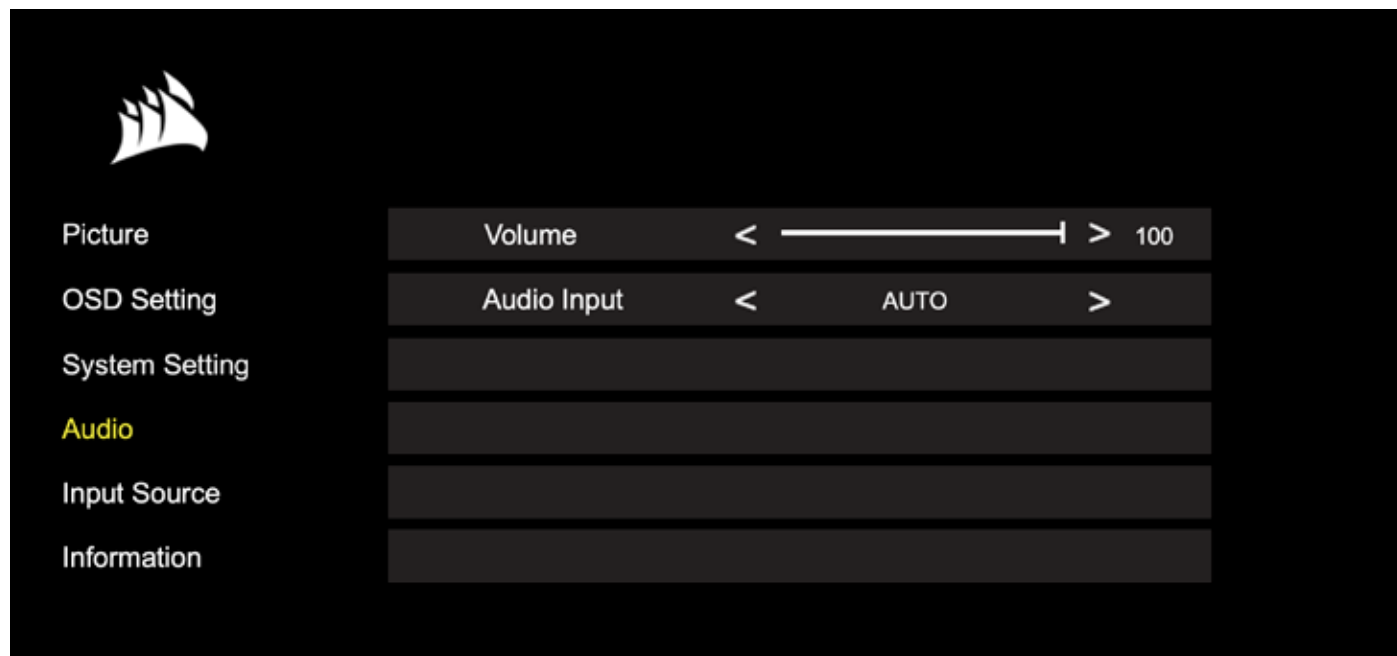 Picture Volume < > 100
OSD Setting Audio Input < AUTO >
System Setting
Audio
Input Source
Information